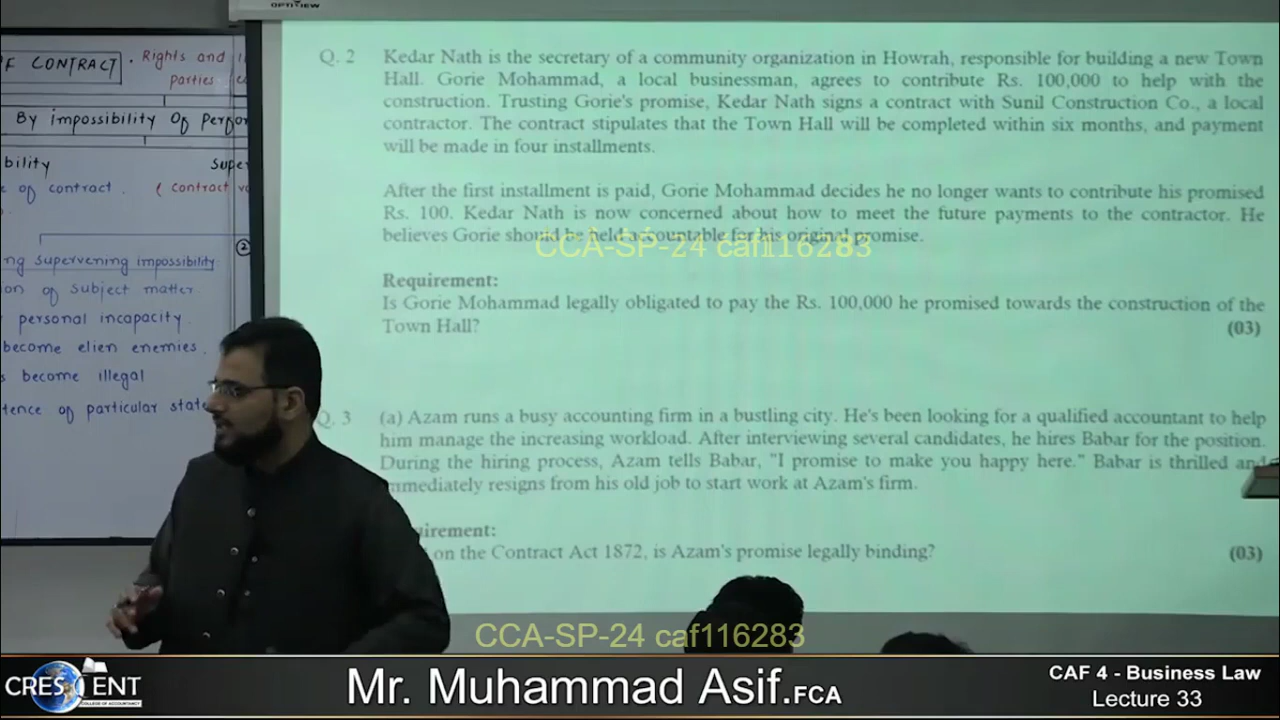 OPTIVIEW
OF CONTRACT
Rights and
parties
By impossibility Of
bility
e of contract.
( contract
ng supervening impossibility
②
on of subject matter.
personal incapacity.
become elien enemies.
s become illegal
tence of particular state
Q. 2 Kedar Nath is the secretary of a community organization in Howrah, responsible for building a new Town
Hall. Gorie Mohammad, a local businessman, agrees to contribute Rs. 100,000 to help with the
construction. Trusting Gorie's promise, Kedar Nath signs a contract with Sunil Construction Co., a local
contractor. The contract stipulates that the Town Hall will be completed within six months, and payment
will be made in four installments.
After the first installment is paid, Gorie Mohammad decides he no longer wants to contribute his promised
Rs. 100. Kedar Nath is now concerned about how to meet the future payments to the contractor. He
believes Gorie should be held accountable for his original promise.
CCA-SP-24 caf116283
Requirement:
Is Gorie Mohammad legally obligated to pay the Rs. 100,000 he promised towards the construction of the
Town Hall? (03)
Q. 3 (a) Azam runs a busy accounting firm in a bustling city. He's been looking for a qualified accountant to help
him manage the increasing workload. After interviewing several candidates, he hires Babar for the position.
During the hiring process, Azam tells Babar, "I promise to make you happy here." Babar is thrilled and
mmediately resigns from his old job to start work at Azam's firm.
uirement:
on the Contract Act 1872, is Azam's promise legally binding? (03)
CCA-SP-24 caf116283
CRESCENT
COLLEGE OF ACCOUNTANCY
Mr. Muhammad Asif.FCA
CAF 4 - Business Law
Lecture 33